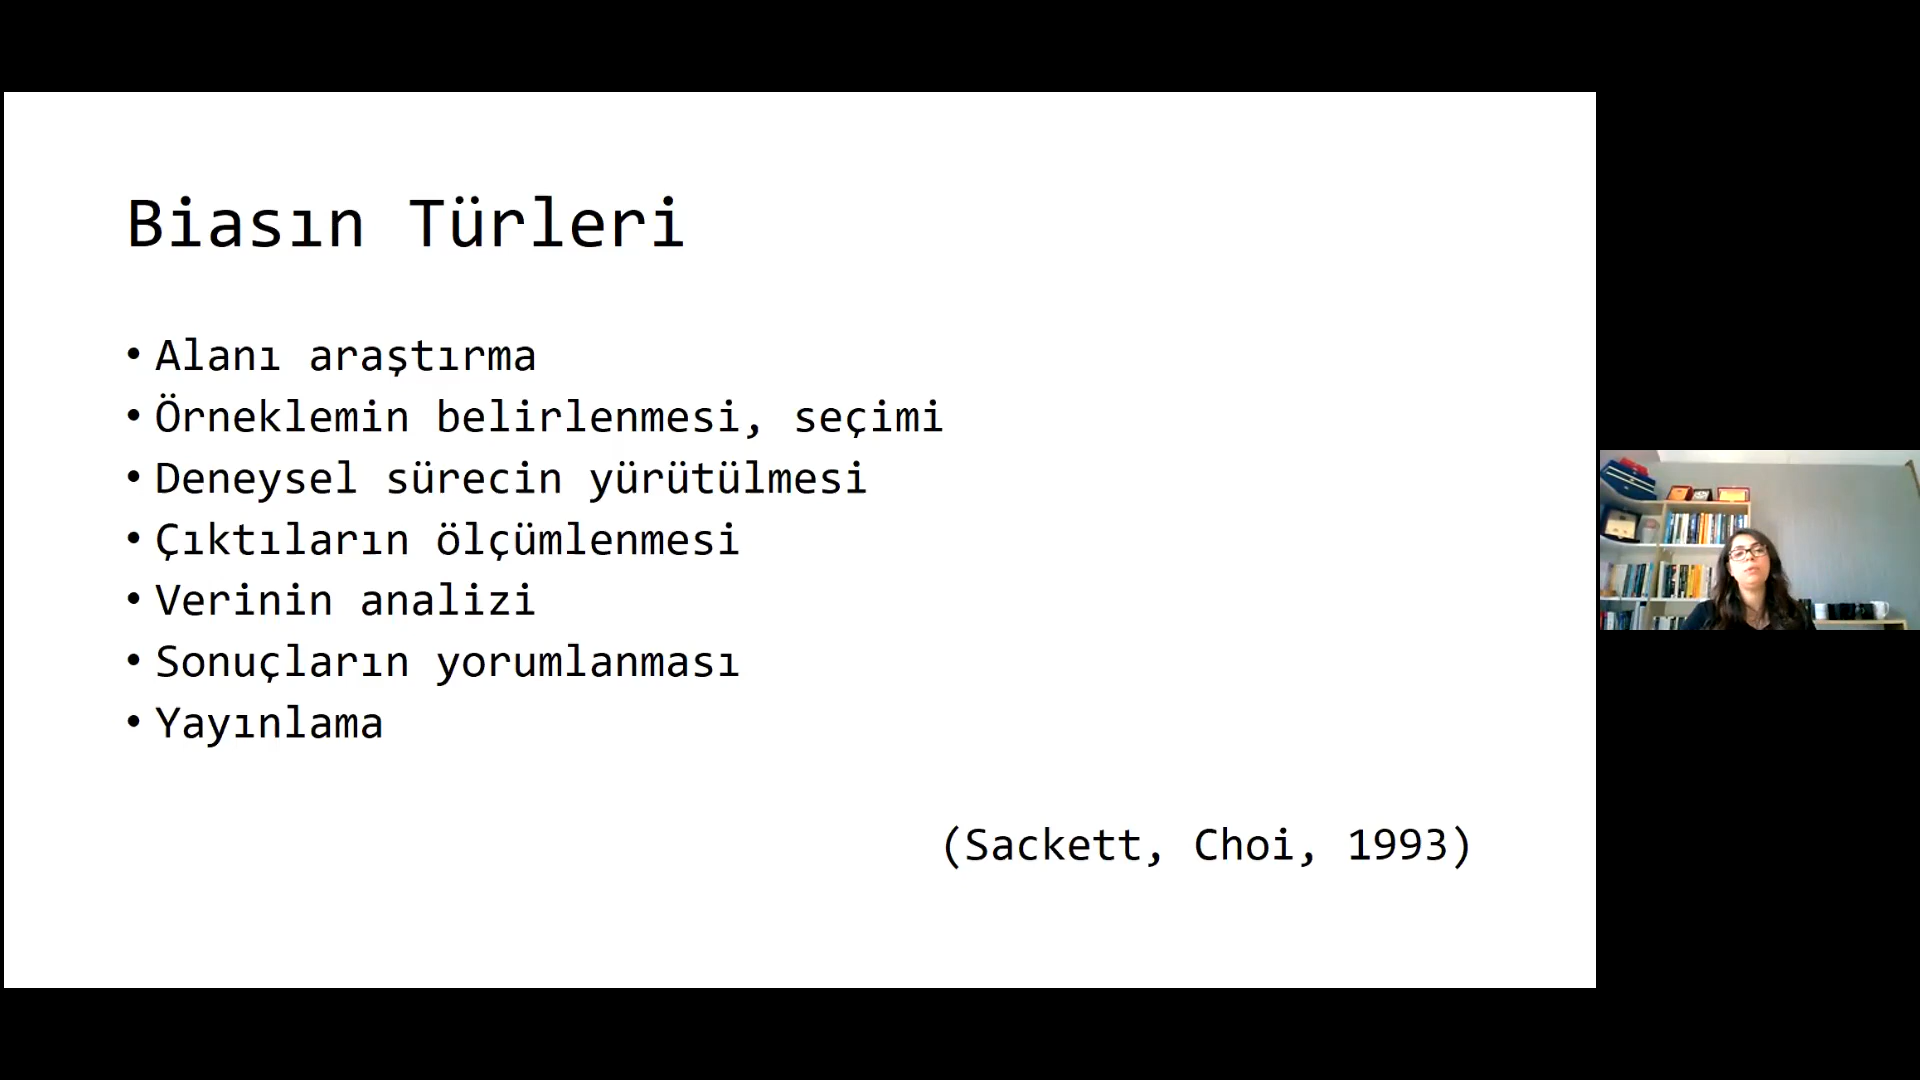 Biasın Türleri
• Alanı araştırma
• Örneklemin belirlenmesi, seçimi
• Deneysel sürecin yürütülmesi
• Çıktıların ölçümlenmesi
• Verinin analizi
• Sonuçların yorumlanması
• Yayınlama
(Sackett, Choi, 1993)